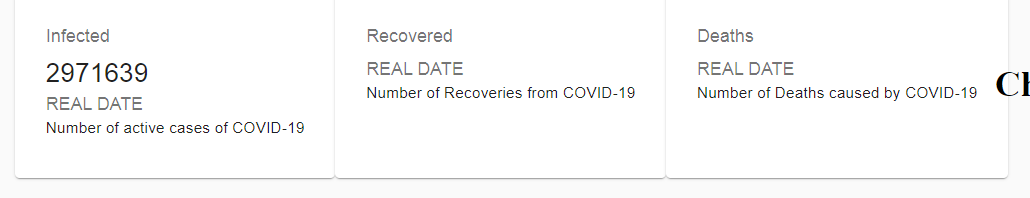 Infected
2971639
REAL DATE
Number of active cases of COVID-19
Recovered
REAL DATE
Number of Recoveries from COVID-19
Deaths
REAL DATE
Number of Deaths caused by COVID-19